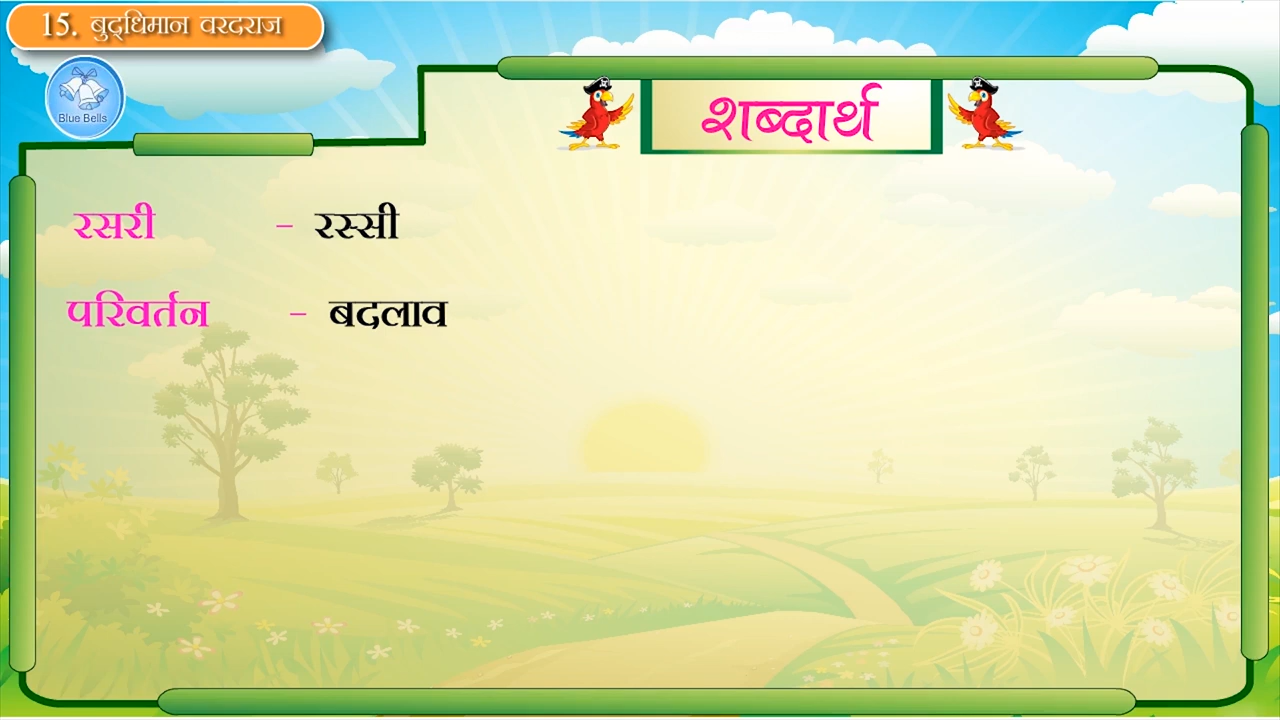 15. बुद्धिमान वरदराज
Blue Bells
शब्दार्थ
रसरी - रस्सी
परिवर्तन - बदलाव